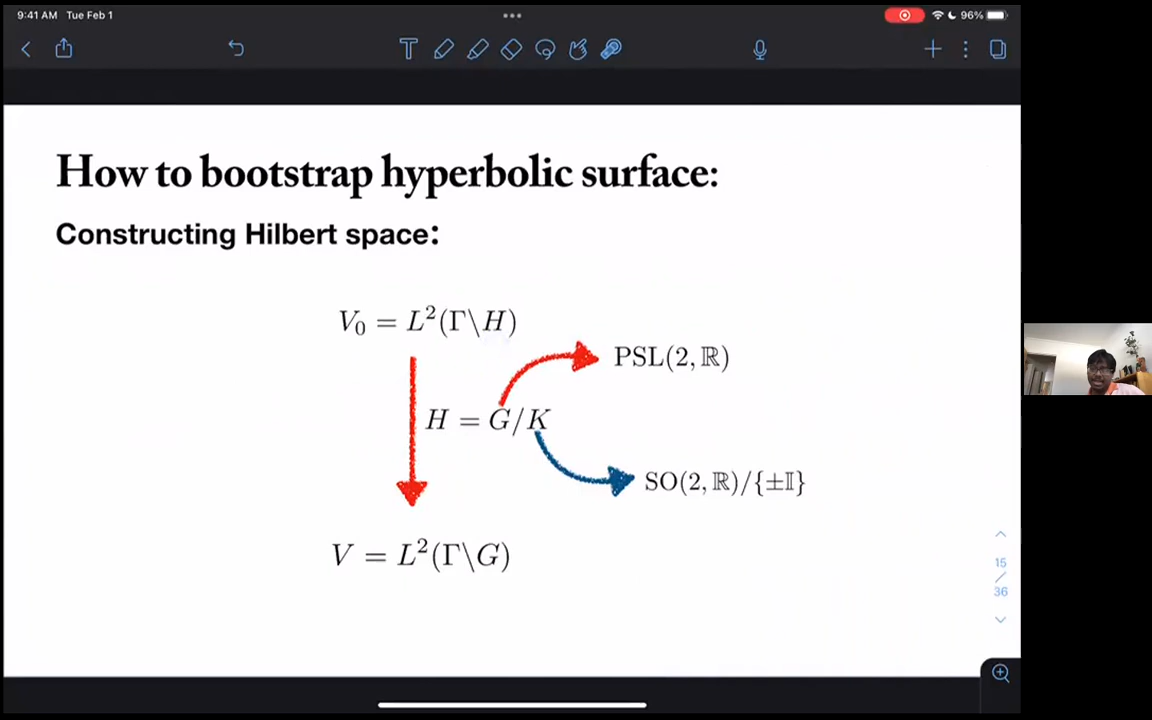 9:41 AM Tue Feb 1
96%
How to bootstrap hyperbolic surface:
Constructing Hilbert space:
V₀ = L²(Γ\H)
PSL(2, ℝ)
H = G/K
SO(2, ℝ)/{±𝕀}
V = L²(Γ\G)
15
/
36